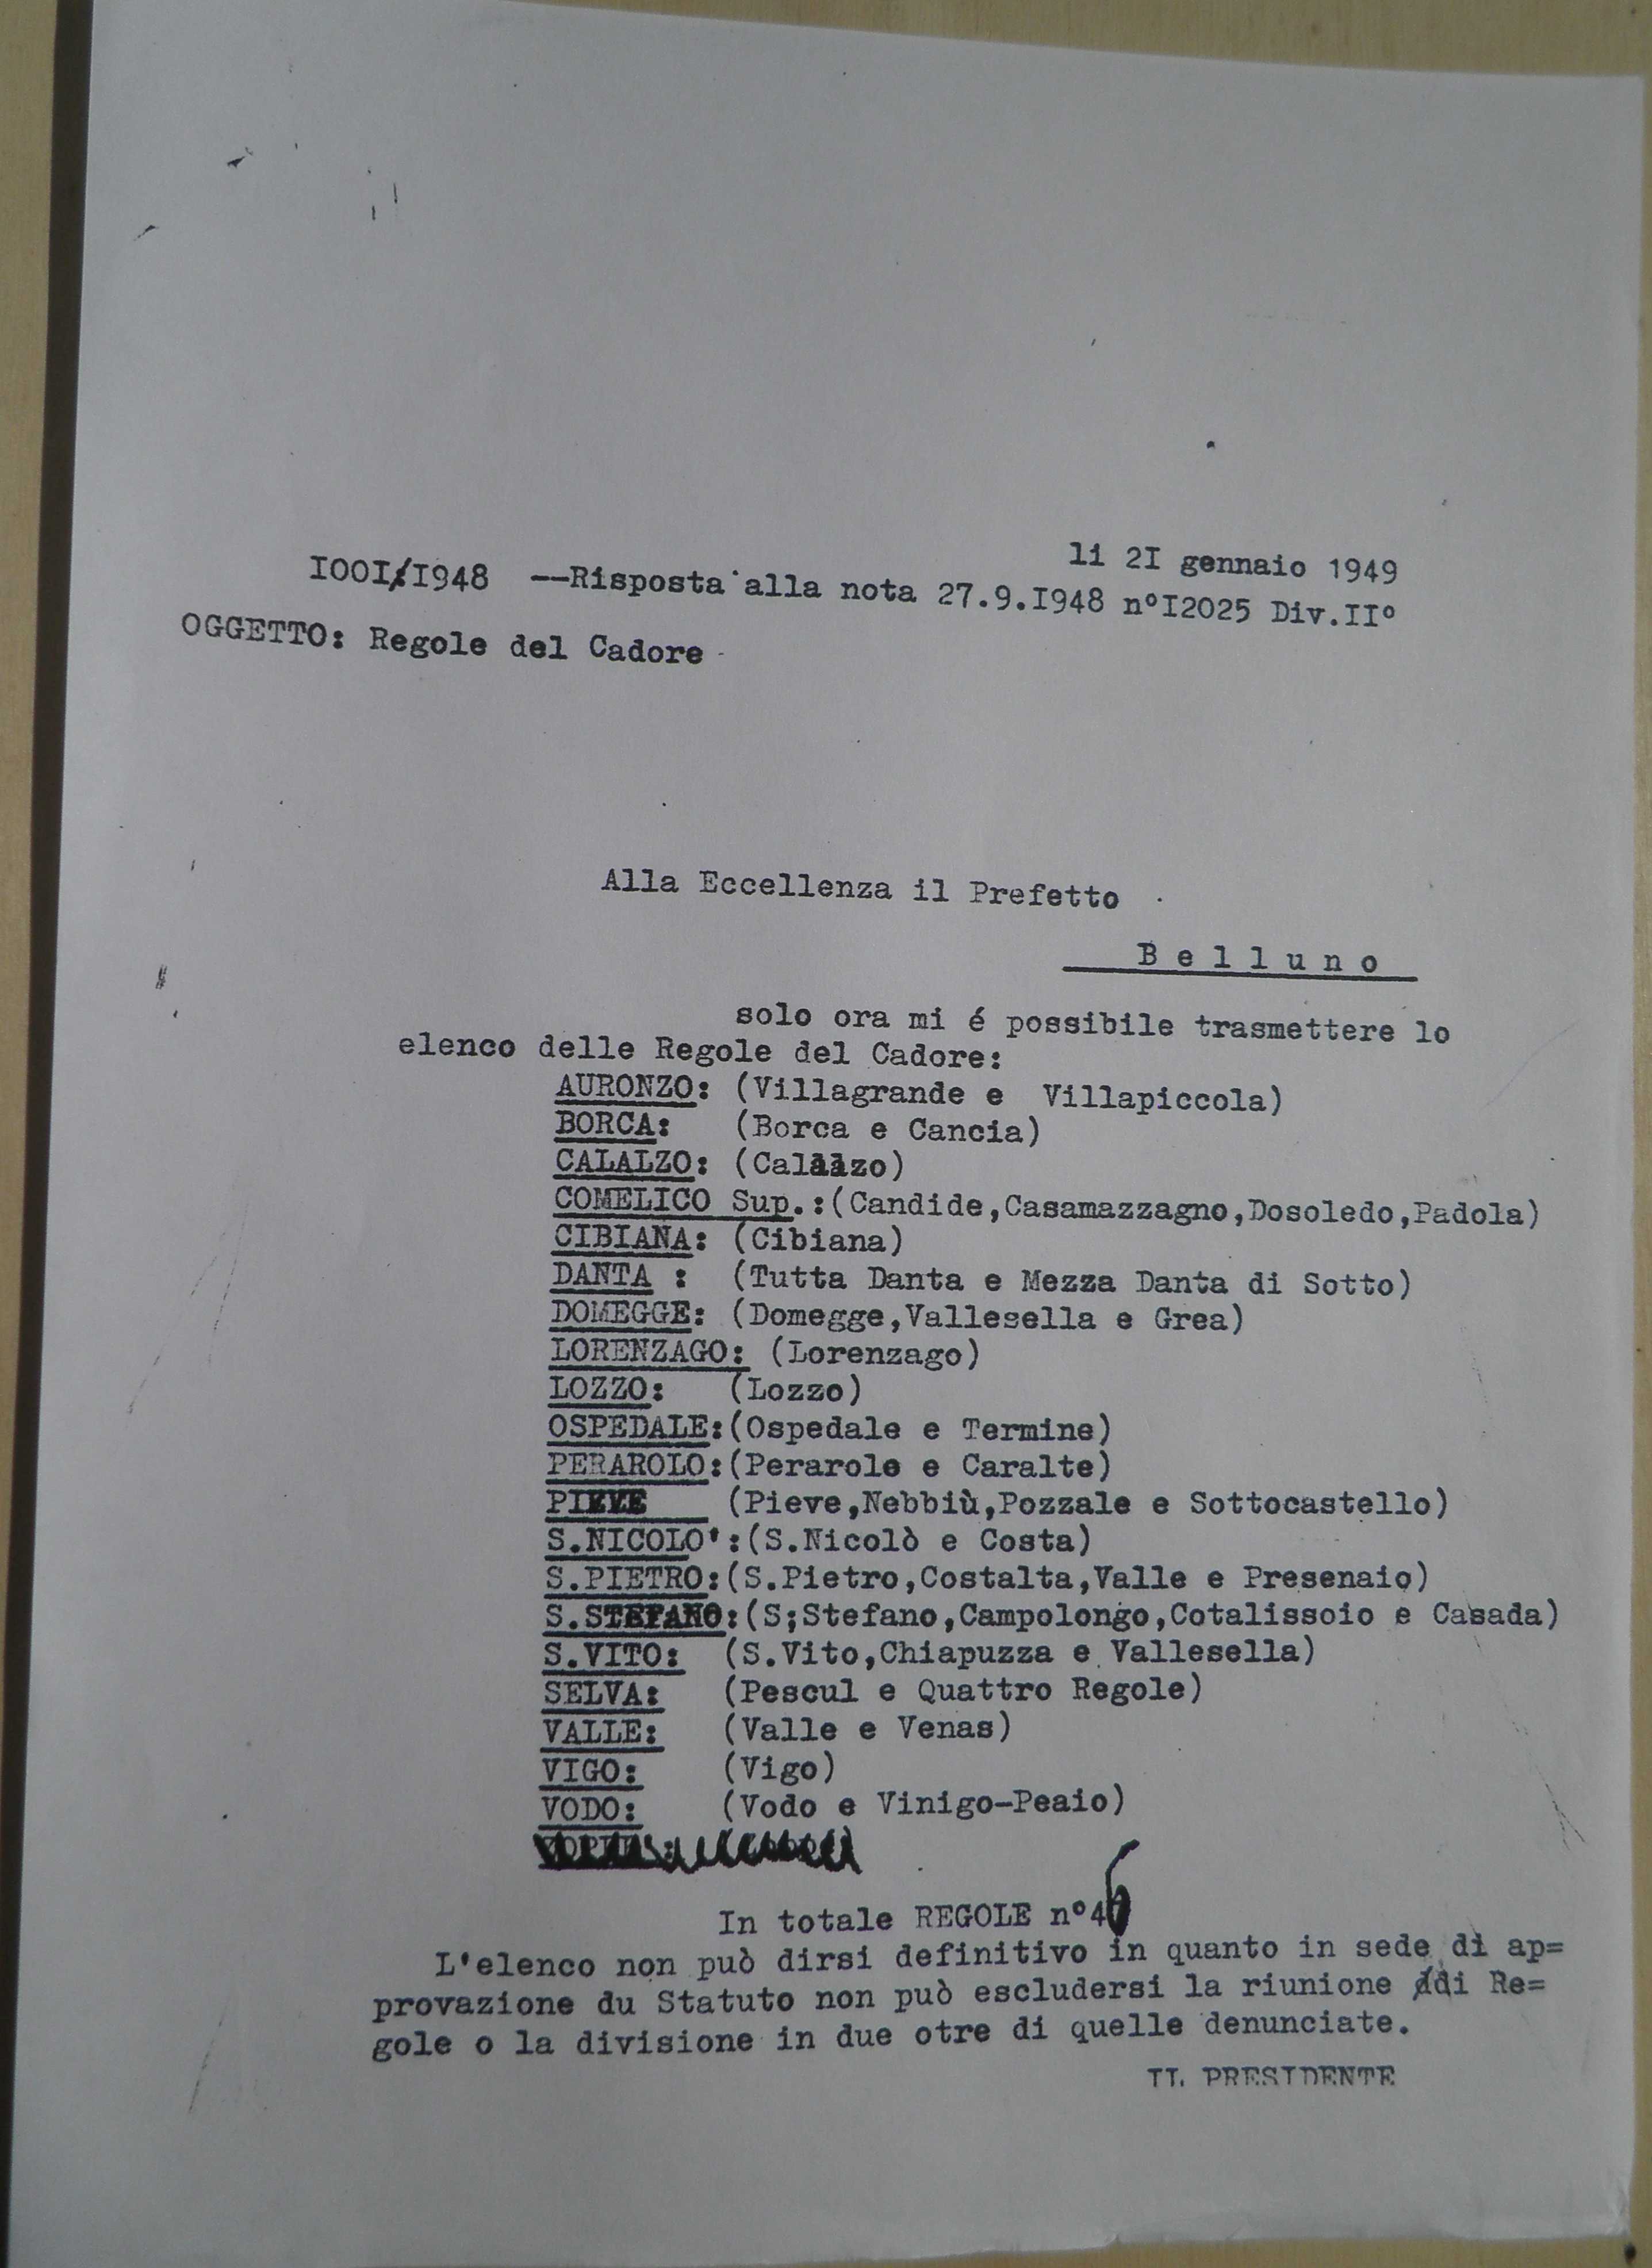 li 2I gennaio 1949
IOOI/I948 --Risposta alla nota 27.9.I948 n°I2025 Div.II°
OGGETTO: Regole del Cadore
Alla Eccellenza il Prefetto
B e l l u n o
solo ora mi é possibile trasmettere lo
elenco delle Regole del Cadore:
AURONZO: (Villagrande e Villapiccola)
BORCA: (Borca e Cancia)
CALALZO: (Calalzo)
COMELICO Sup.:(Candide,Casamazzagno,Dosoledo,Padola)
CIBIANA: (Cibiana)
DANTA : (Tutta Danta e Mezza Danta di Sotto)
DOMEGGE: (Domegge,Vallesella e Grea)
LORENZAGO: (Lorenzago)
LOZZO: (Lozzo)
OSPEDALE:(Ospedale e Termine)
PERAROLO:(Perarolo e Caralte)
PIEVE (Pieve,Nebbiù,Pozzale e Sottocastello)
S.NICOLO':(S.Nicolò e Costa)
S.PIETRO:(S.Pietro,Costalta,Valle e Presenaio)
S.STEFANO:(S;Stefano,Campolongo,Cotalissoio e Casada)
S.VITO: (S.Vito,Chiapuzza e Vallesella)
SELVA: (Pescul e Quattro Regole)
VALLE: (Valle e Venas)
VIGO: (Vigo)
VODO: (Vodo e Vinigo-Peaio)
In totale REGOLE n°46
L'elenco non può dirsi definitivo in quanto in sede di ap=
provazione du Statuto non può escludersi la riunione di Re=
gole o la divisione in due otre di quelle denunciate.
IL PRESIDENTE